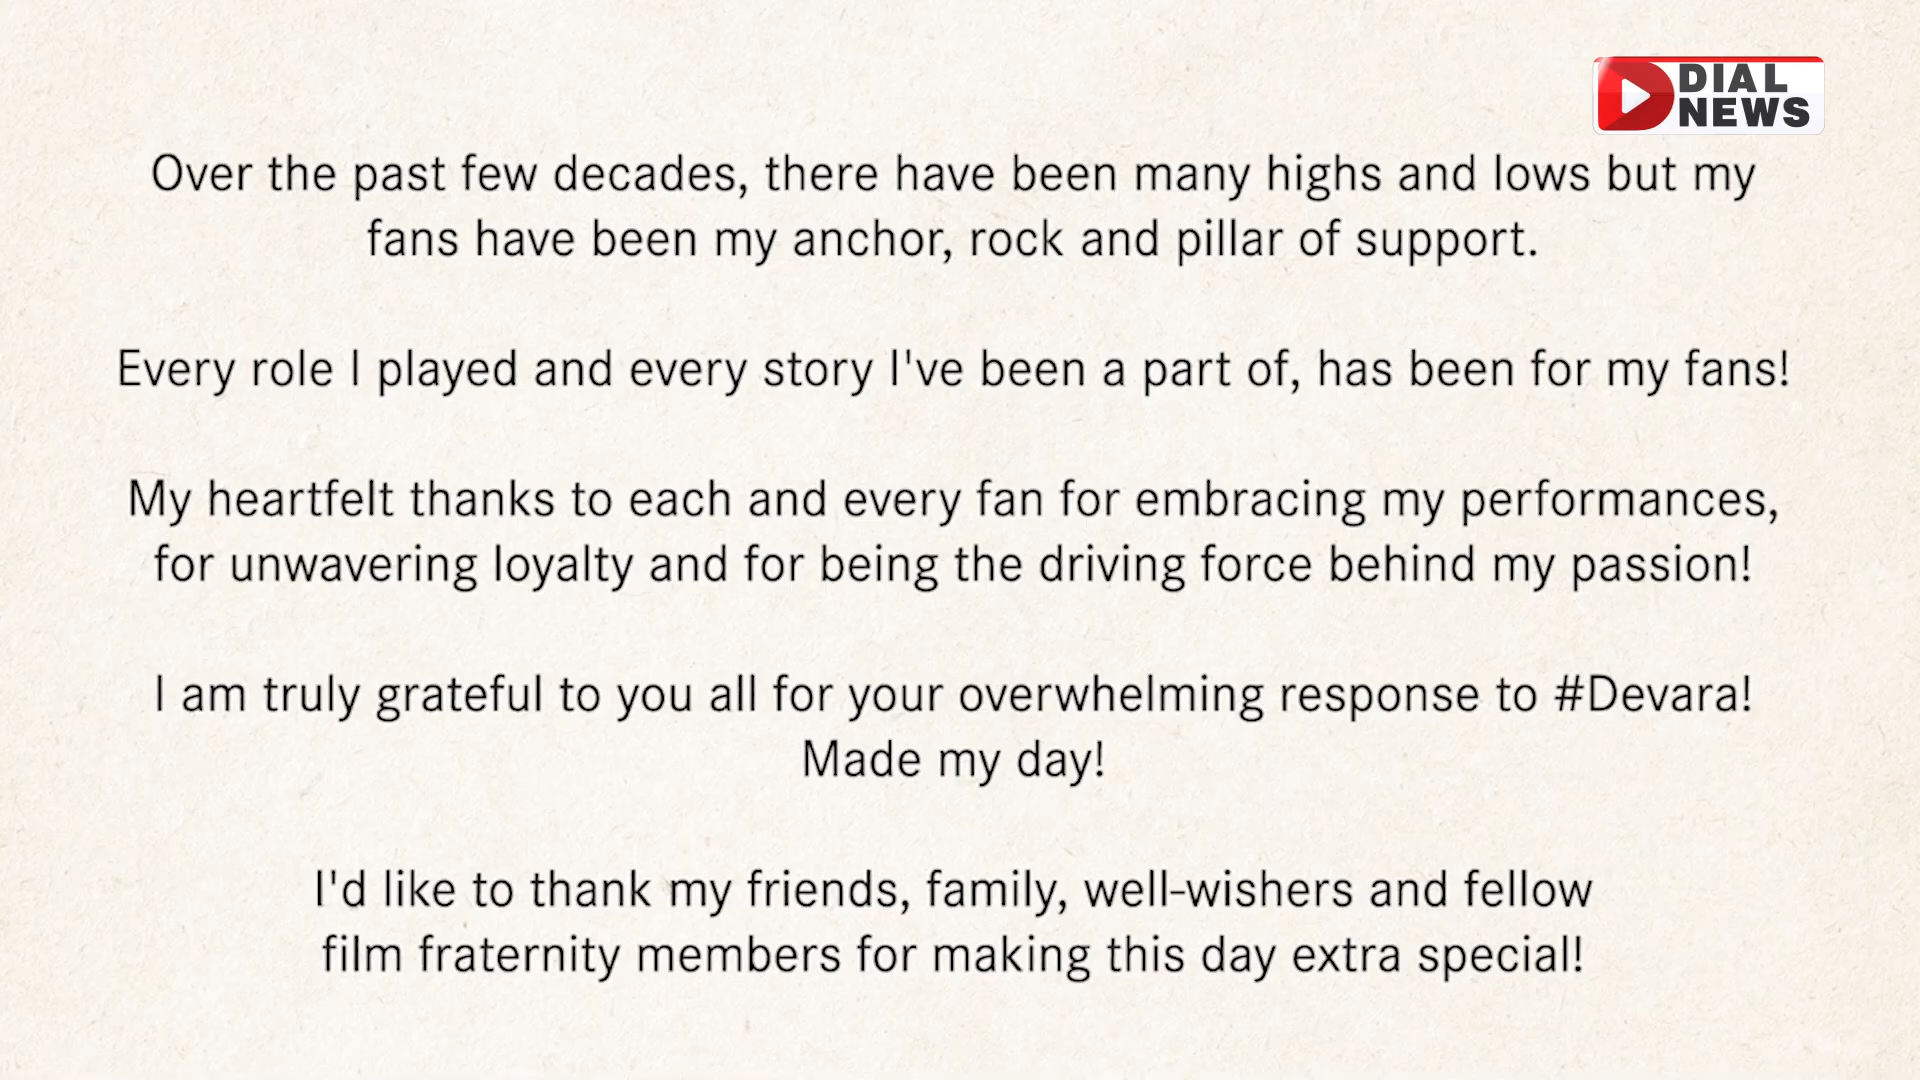 DIAL
NEWS
Over the past few decades, there have been many highs and lows but my
fans have been my anchor, rock and pillar of support.
Every role I played and every story I've been a part of, has been for my fans!
My heartfelt thanks to each and every fan for embracing my performances,
for unwavering loyalty and for being the driving force behind my passion!
I am truly grateful to you all for your overwhelming response to #Devara!
Made my day!
I'd like to thank my friends, family, well-wishers and fellow
film fraternity members for making this day extra special!